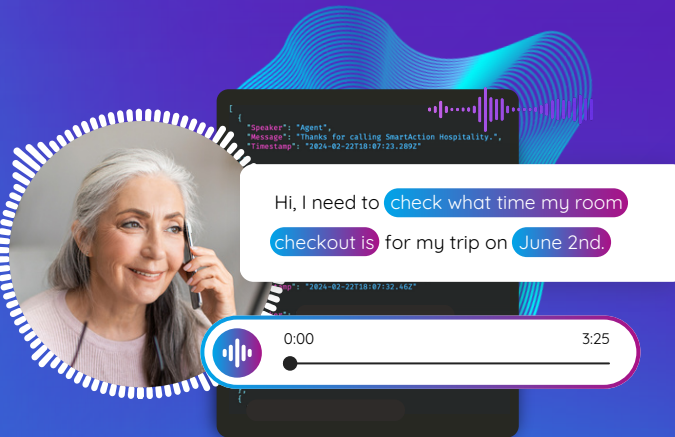 [
{
"Speaker": "Agent",
"Message": "Thanks for calling SmartAction Hospitality.",
"Timestamp": "2024-02-22T18:07:23.289Z"
Hi, I need to check what time my room
checkout is for my trip on June 2nd.
"2024-02-22T18:07:32.46Z"
0:00 3:25
{